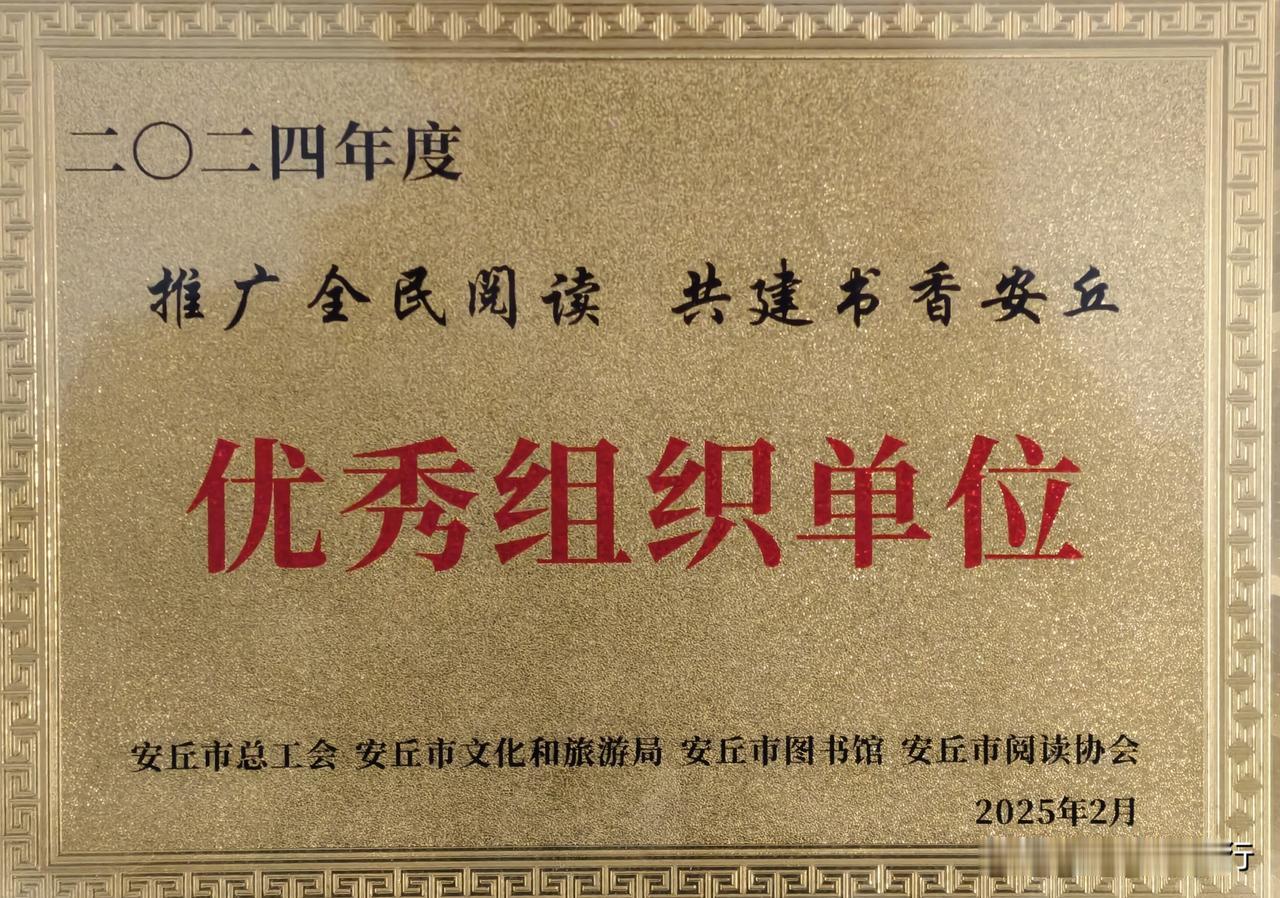 二〇二四年度
推广全民阅读 共建书香安丘
优秀组织单位
安丘市总工会 安丘市文化和旅游局 安丘市图书馆 安丘市阅读协会
2025年2月
行